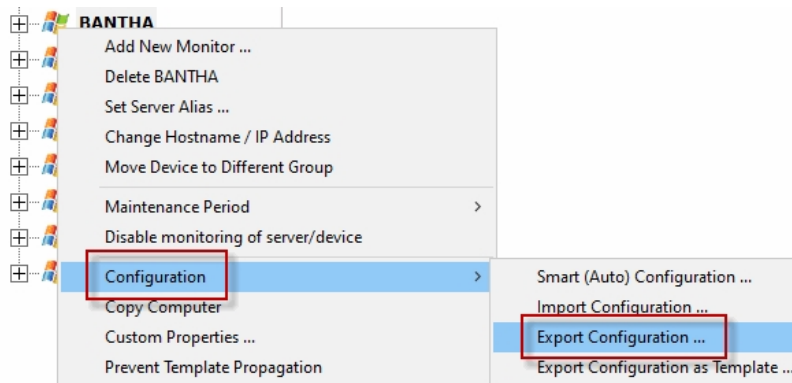 BANTHA
Add New Monitor ...
Delete BANTHA
Set Server Alias ...
Change Hostname / IP Address
Move Device to Different Group
Maintenance Period
Disable monitoring of server/device
Configuration
Copy Computer
Custom Properties ...
Prevent Template Propagation
Smart (Auto) Configuration ...
Import Configuration ...
Export Configuration ...
Export Configuration as Template ...